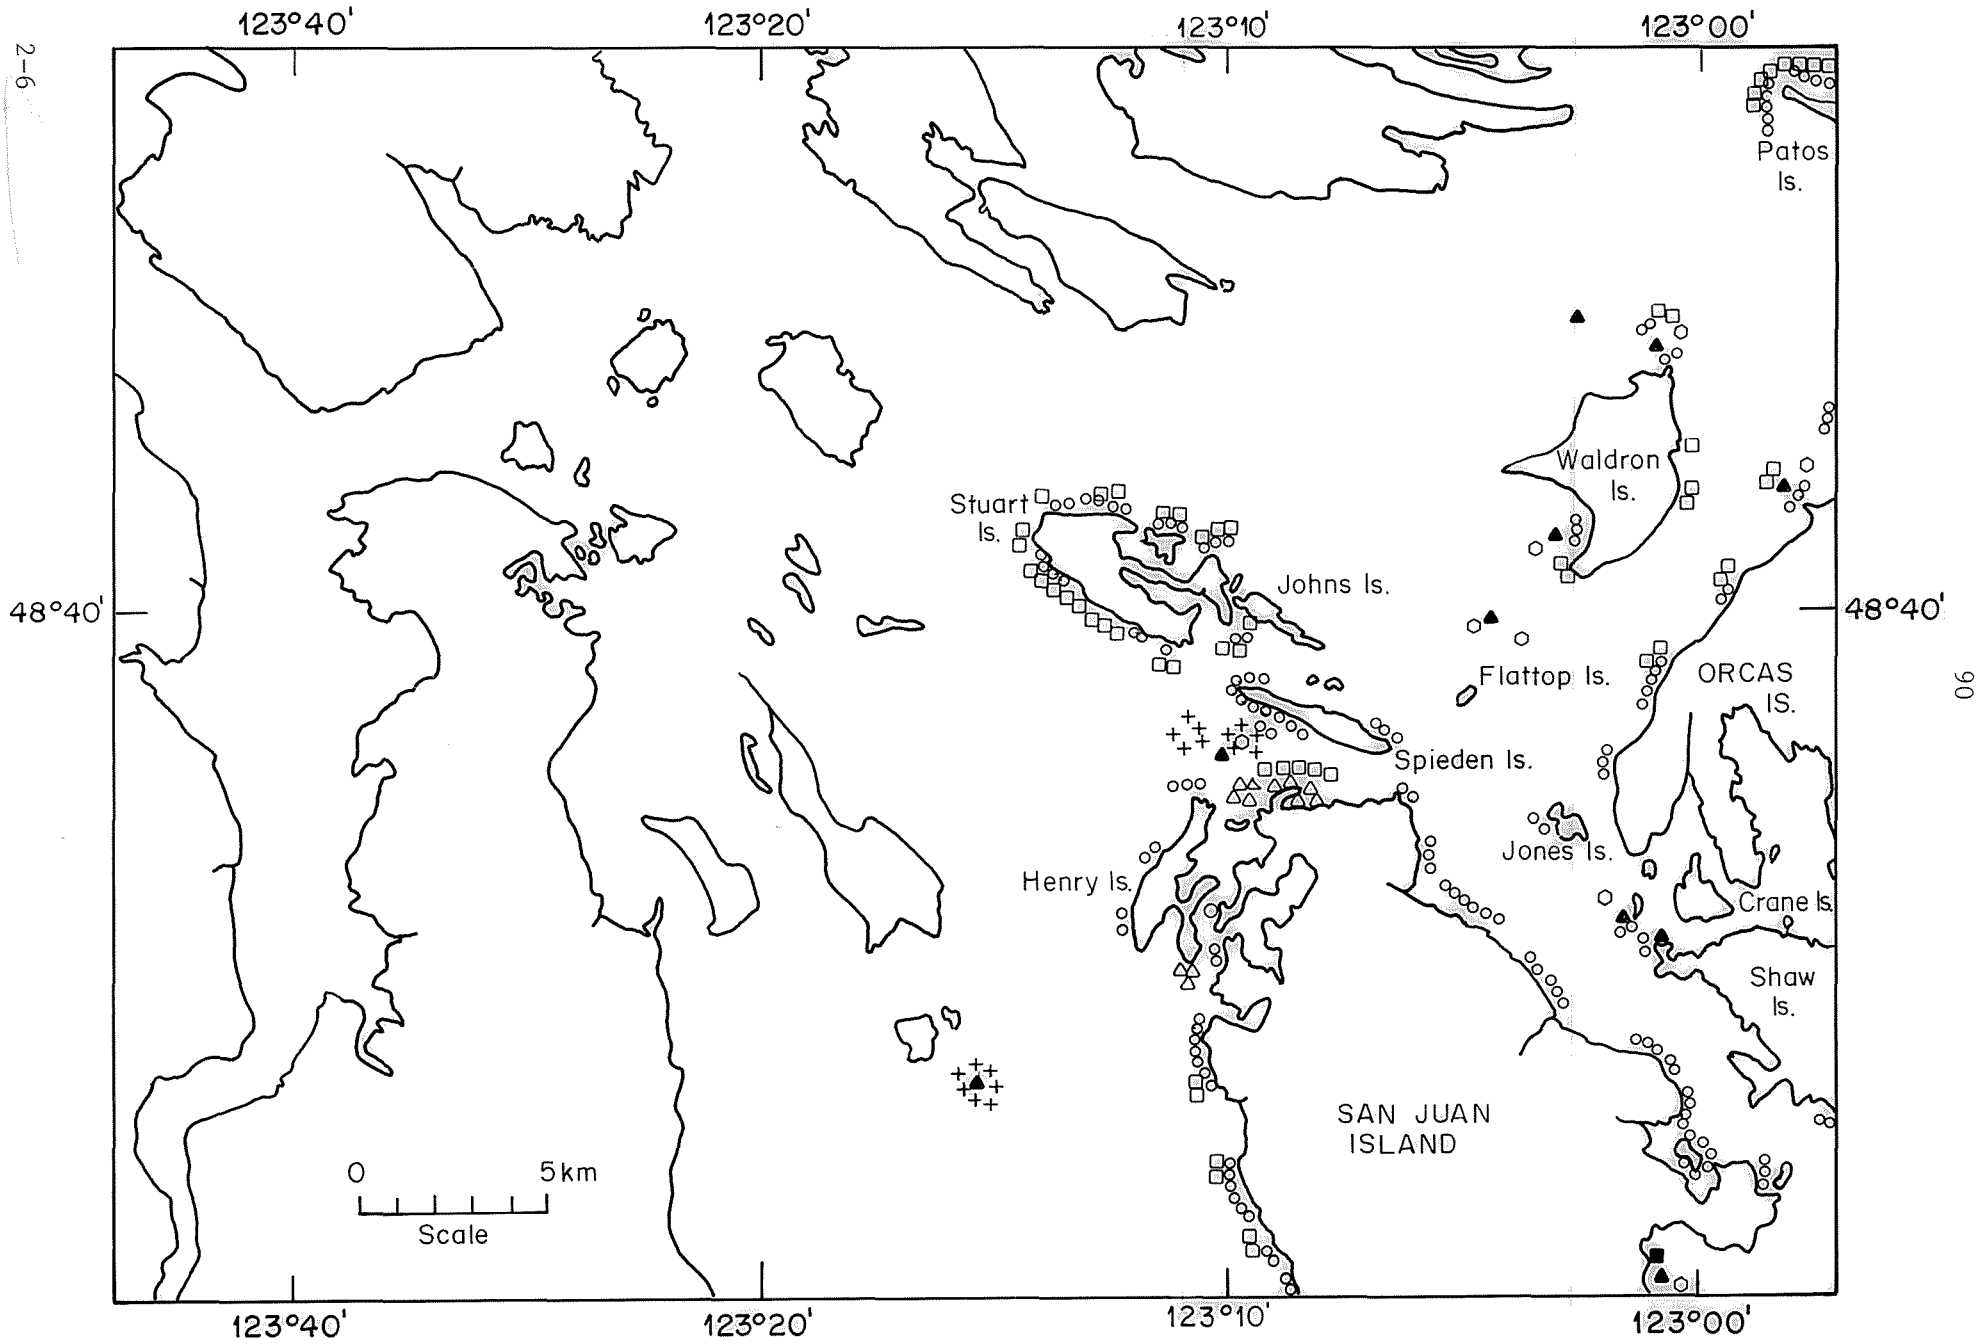 123°40'
123°20'
123°10'
123°00'
2-6
Patos
Is.
Waldron
Is.
Stuart
Is.
Johns Is.
48°40'
48°40'
Flattop Is.
ORCAS
IS.
90
Spieden Is.
Jones Is.
Henry Is.
Crane Is.
Shaw
Is.
SAN JUAN
ISLAND
0
5km
Scale
123°40'
123°20'
123°10'
123°00'